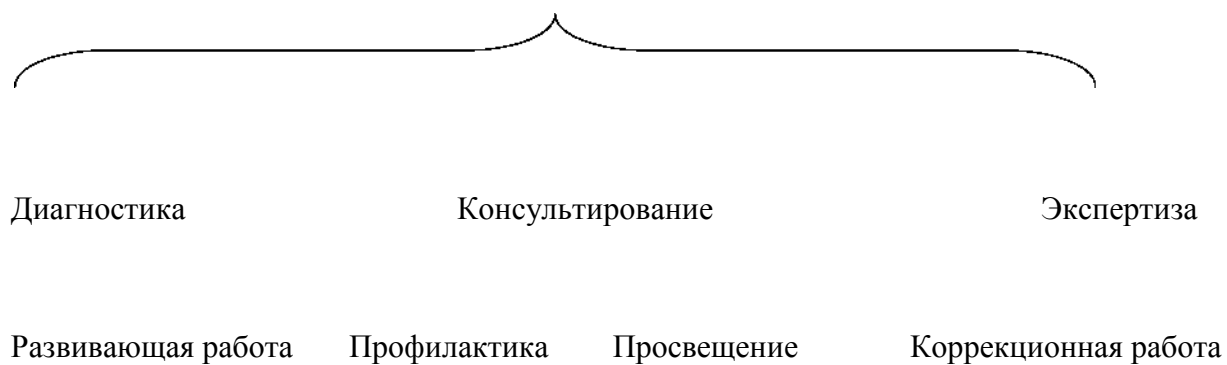 Диагностика Консультирование Экспертиза
Развивающая работа Профилактика Просвещение Коррекционная работа